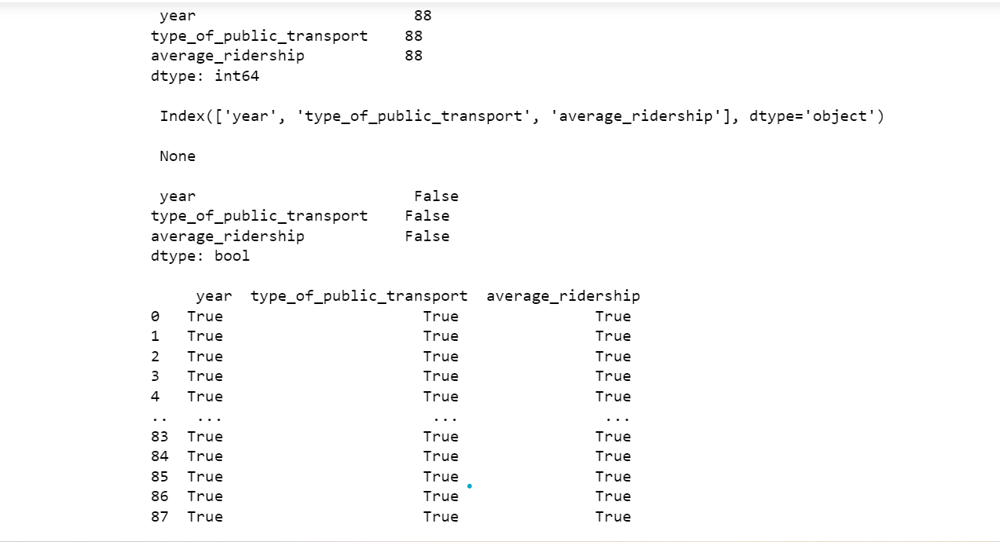 year                        88
type_of_public_transport    88
average_ridership           88
dtype: int64
Index(['year', 'type_of_public_transport', 'average_ridership'], dtype='object')
None
year                        False
type_of_public_transport    False
average_ridership           False
dtype: bool
     year  type_of_public_transport  average_ridership
0   True                      True               True
1   True                      True               True
2   True                      True               True
3   True                      True               True
4   True                      True               True
..   ...                       ...                ...
83  True                      True               True
84  True                      True               True
85  True                      True               True
86  True                      True               True
87  True                      True               True